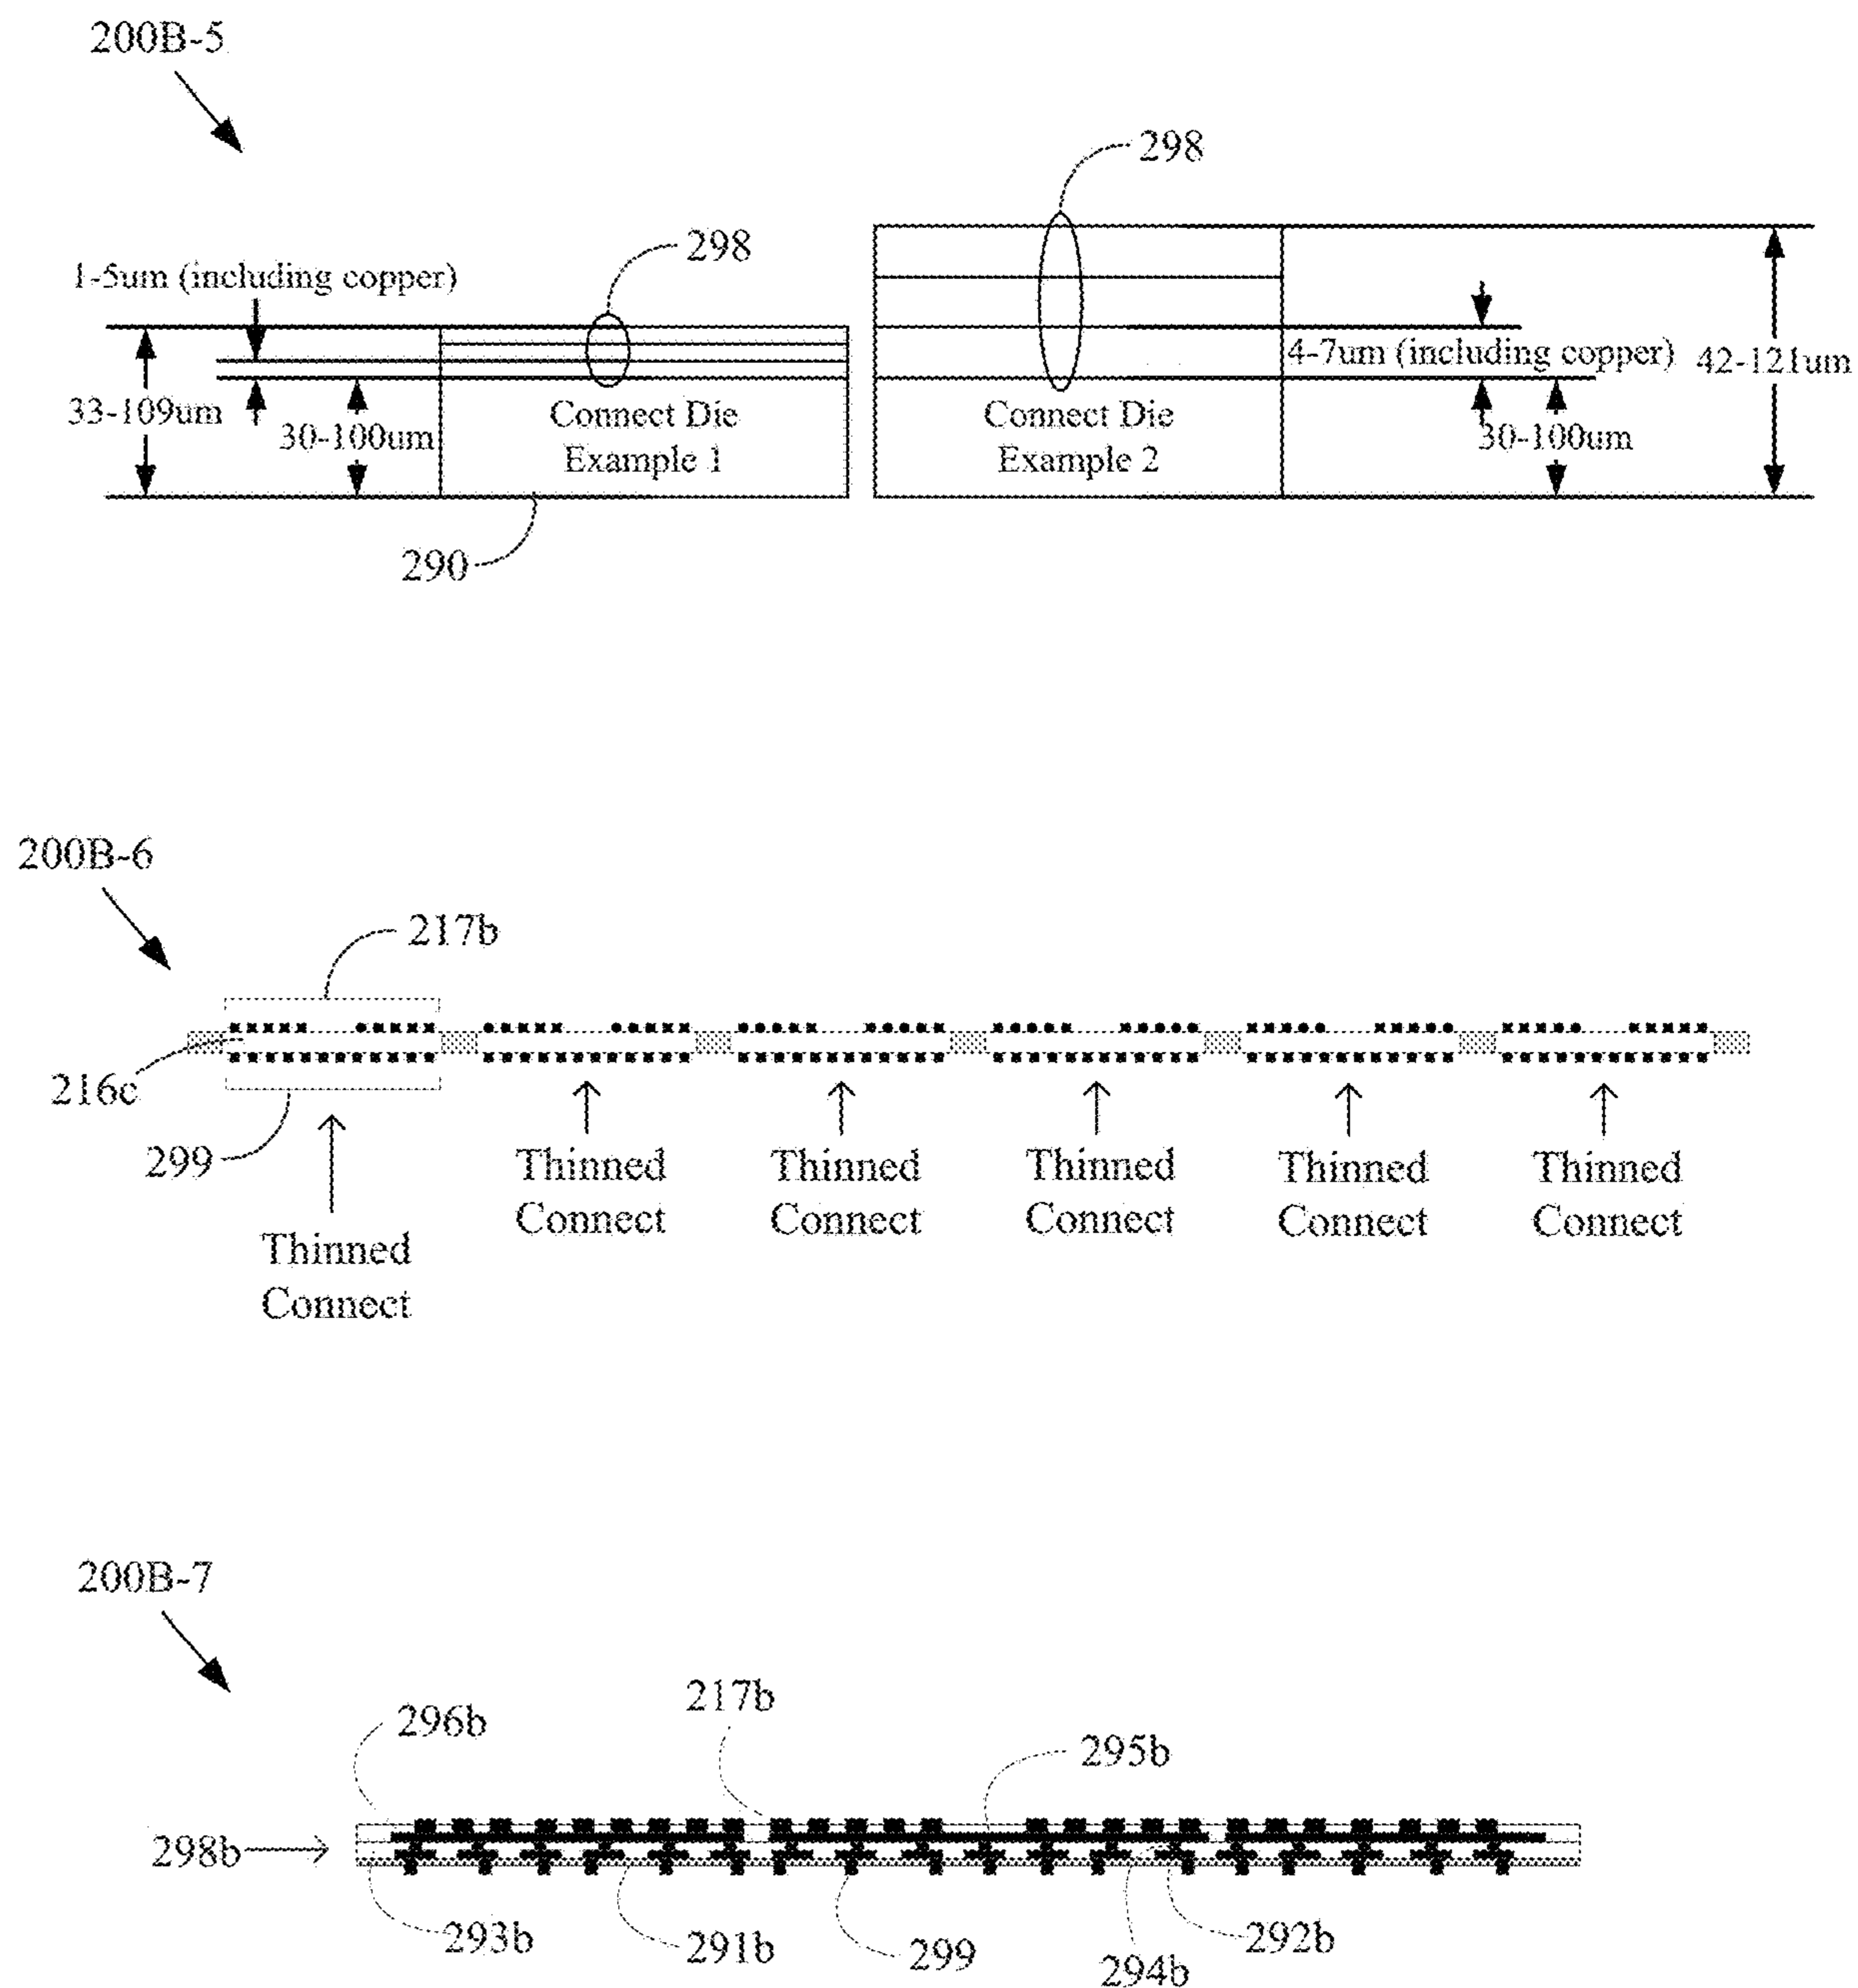 200B-5
298
298
1-5um (including copper)
4-7um (including copper)
42-121um
33-109um
30-100um
Connect Die
Example 1
Connect Die
Example 2
30-100um
290
200B-6
217b
216c
299
Thinned
Connect
Thinned
Connect
Thinned
Connect
Thinned
Connect
Thinned
Connect
Thinned
Connect
200B-7
296b
217b
295b
298b
293b
291b
299
294b
292b